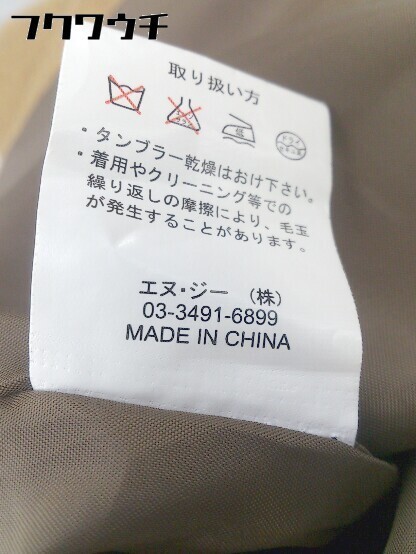 フクワウチ
取り扱い方
・タンブラー乾燥はおけ下さい。
・着用やクリーニング等での
繰り返しの摩擦により、毛玉
が発生することがあります。
エヌ・ジー （株）
03-3491-6899
MADE IN CHINA